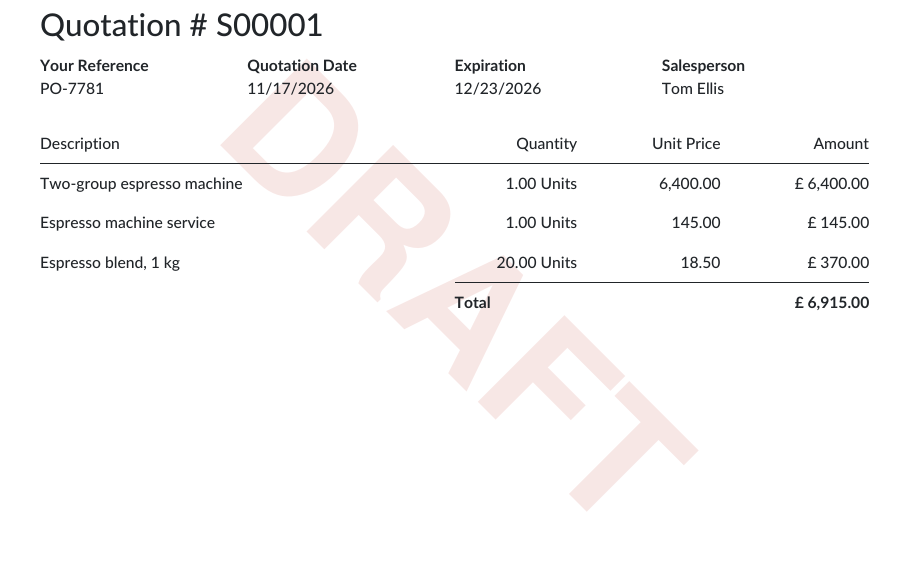 Quotation # S00001
Your Reference Quotation Date Expiration Salesperson
PO-7781 11/17/2026 12/23/2026 Tom Ellis
Description Quantity Unit Price Amount
Two-group espresso machine 1.00 Units 6,400.00 £ 6,400.00
Espresso machine service 1.00 Units 145.00 £ 145.00
Espresso blend, 1 kg 20.00 Units 18.50 £ 370.00
Total £ 6,915.00
DRAFT